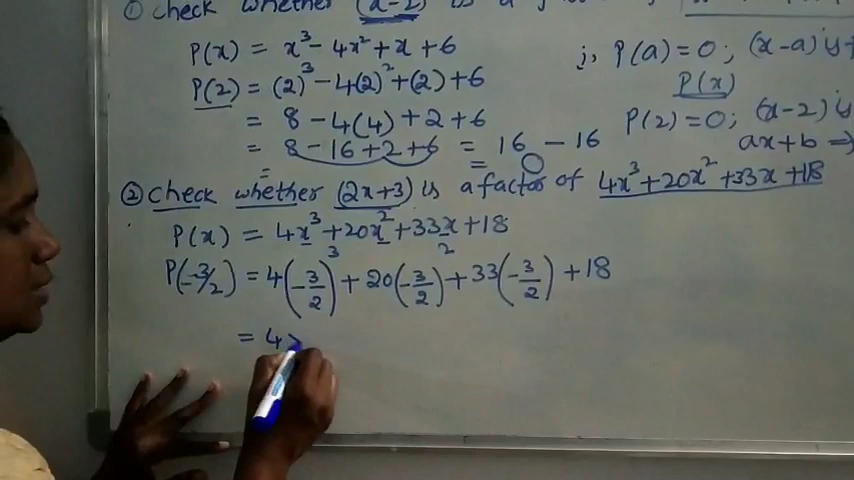 ① check whether (x-2) is a
P(x) = x³ - 4x² + x + 6
P(2) = (2)³ - 4(2)² + (2) + 6
= 8 - 4(4) + 2 + 6
= 8 - 16 + 2 + 6 = 16 - 16
= 0
P(a) = 0 ; (x-a) is
P(x)
P(2) = 0 ; (x-2) is
ax+b ⇒
② check whether (2x+3) is a factor of 4x³+20x²+33x+18
P(x) = 4x³ + 20x² + 33x + 18
P(-3/2) = 4(-3/2)³ + 20(-3/2)² + 33(-3/2) + 18
= 4